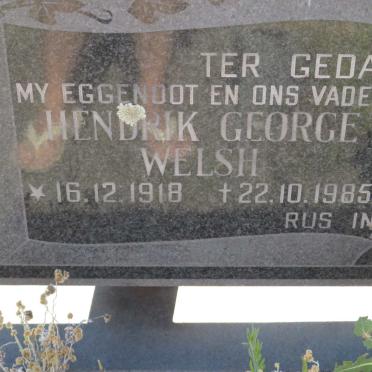 TER GEDA
MY EGGENOOT EN ONS VADE
HENDRIK GEORGE
WELSH
* 16.12.1918 † 22.10.1985
RUS IN